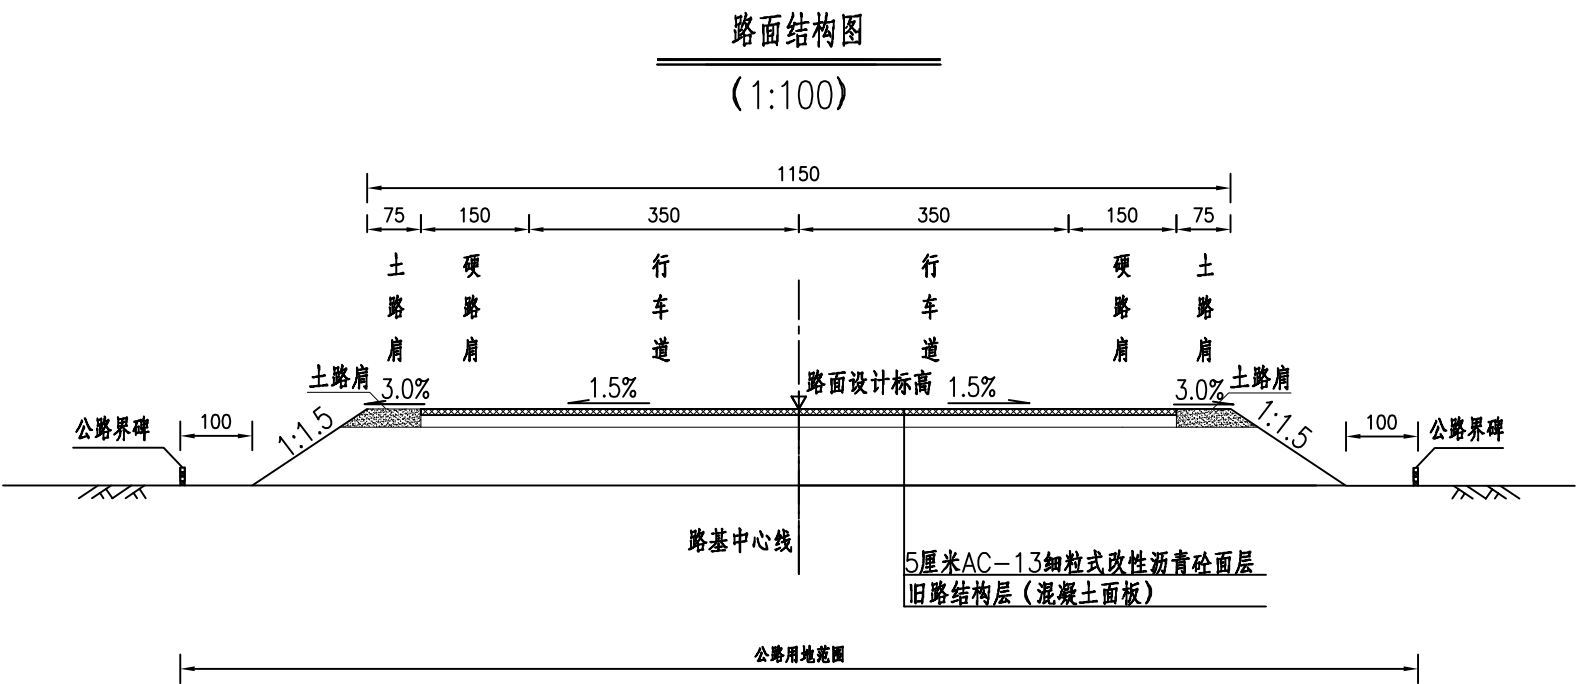 路面结构图
(1:100)
1150
75 150 350 350 150 75
土路肩 硬路肩 行车道 行车道 硬路肩 土路肩
土路肩 3.0% 1.5% 路面设计标高 1.5% 3.0% 土路肩
公路界碑 100 1:1.5 1:1.5 100 公路界碑
路基中心线
5厘米AC-13细粒式改性沥青砼面层
旧路结构层（混凝土面板）
公路用地范围